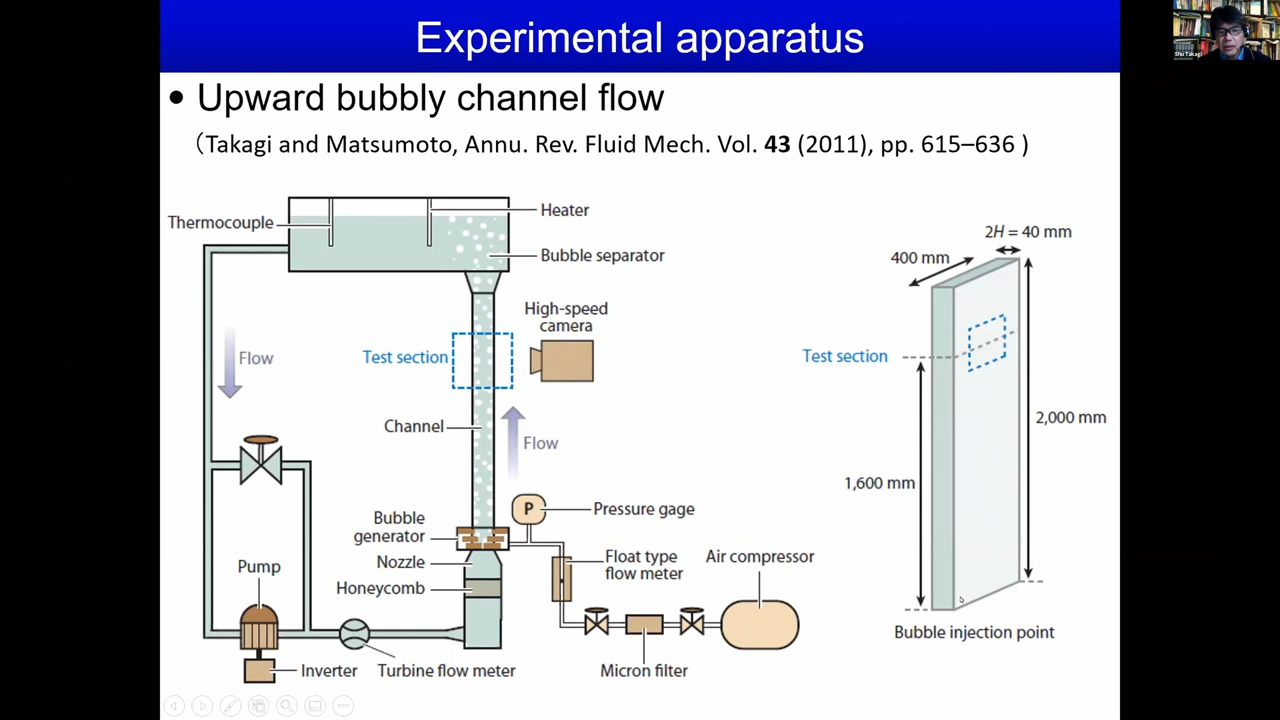 Experimental apparatus
• Upward bubbly channel flow
(Takagi and Matsumoto, Annu. Rev. Fluid Mech. Vol. 43 (2011), pp. 615–636 )
Thermocouple
Heater
Bubble separator
High-speed
camera
Flow
Test section
Channel
Flow
Bubble
generator
P
Pressure gage
Nozzle
Float type
flow meter
Air compressor
Pump
Honeycomb
Inverter
Turbine flow meter
Micron filter
2H = 40 mm
400 mm
Test section
2,000 mm
1,600 mm
Bubble injection point
Shu Takagi